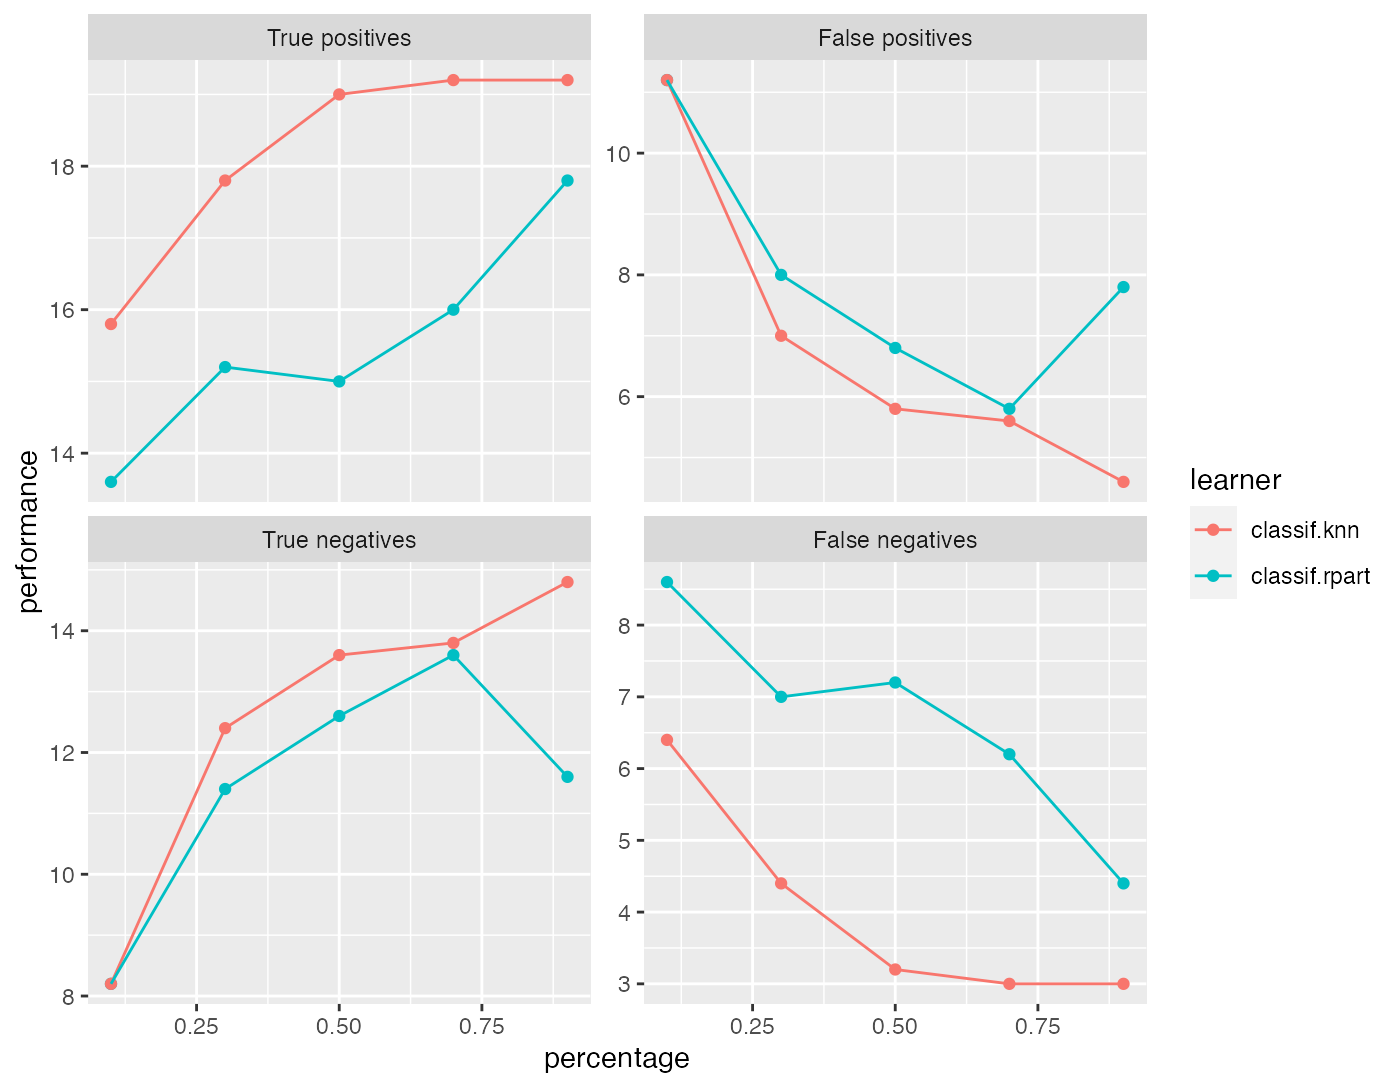 True positives
False positives
18
16
14
10
8
6
performance
True negatives
False negatives
14
12
10
8
8
7
6
5
4
3
0.25 0.50 0.75
0.25 0.50 0.75
percentage
learner
classif.knn
classif.rpart